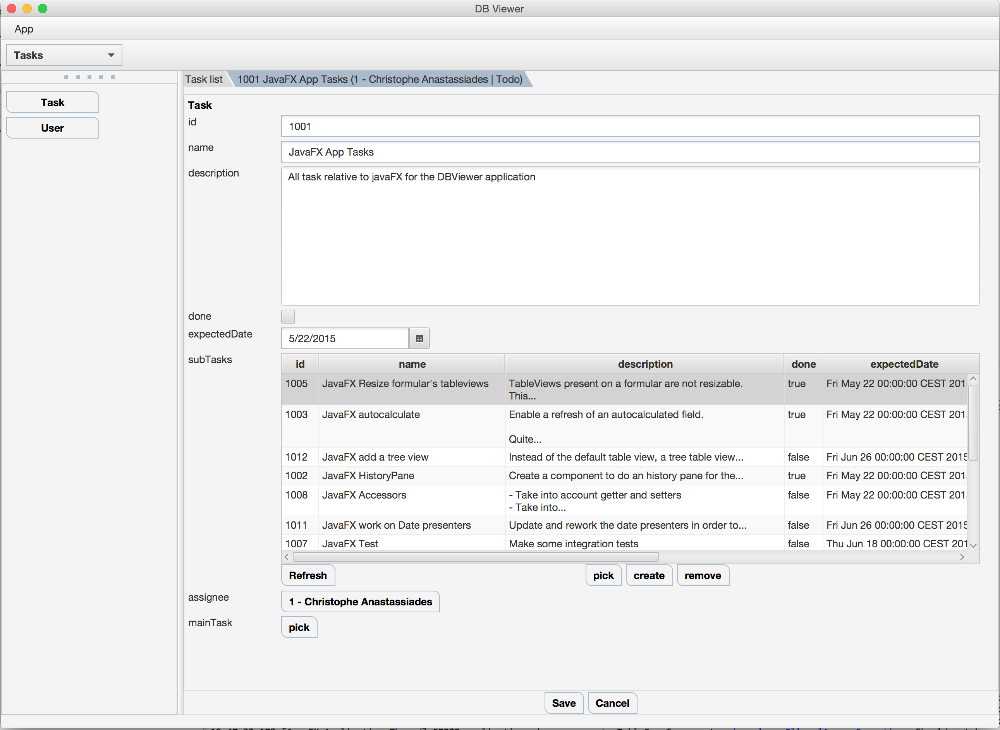 DB Viewer
App
Tasks
Task
User
Task list
1001 JavaFX App Tasks (1 - Christophe Anastassiades | Todo)
Task
id
1001
name
JavaFX App Tasks
description
All task relative to javaFX for the DBViewer application
done
expectedDate
5/22/2015
subTasks
id name description done expectedDate
1005 JavaFX Resize formular's tableviews TableViews present on a formular are not resizable. true Fri May 22 00:00:00 CEST 201
This...
1003 JavaFX autocalculate Enable a refresh of an autocalculated field. true Fri May 22 00:00:00 CEST 201
Quite...
1012 JavaFX add a tree view Instead of the default table view, a tree table view... false Fri Jun 26 00:00:00 CEST 2015
1002 JavaFX HistoryPane Create a component to do an history pane for the... true Fri May 22 00:00:00 CEST 201
1008 JavaFX Accessors - Take into account getter and setters false Fri May 22 00:00:00 CEST 201
- Take into...
1011 JavaFX work on Date presenters Update and rework the date presenters in order to... false Fri Jun 26 00:00:00 CEST 2015
1007 JavaFX Test Make some integration tests false Thu Jun 18 00:00:00 CEST 201
Refresh pick create remove
assignee
1 - Christophe Anastassiades
mainTask
pick
Save Cancel